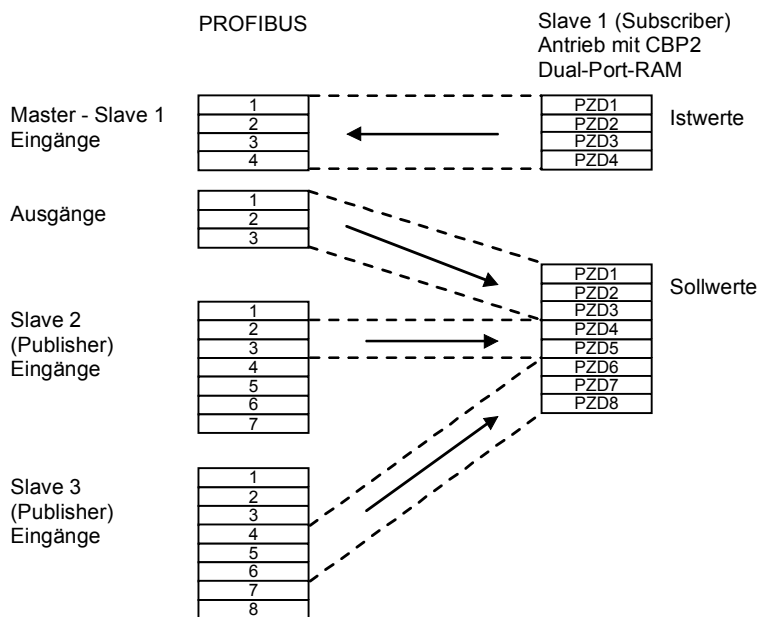 PROFIBUS
Slave 1 (Subscriber)
Antrieb mit CBP2
Dual-Port-RAM
Master - Slave 1
Eingänge
1
2
3
4
PZD1
PZD2
PZD3
PZD4
Istwerte
Ausgänge
1
2
3
PZD1
PZD2
PZD3
PZD4
PZD5
PZD6
PZD7
PZD8
Sollwerte
Slave 2
(Publisher)
Eingänge
1
2
3
4
5
6
7
Slave 3
(Publisher)
Eingänge
1
2
3
4
5
6
7
8